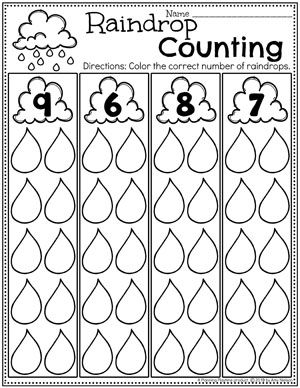 Name
Raindrop
Counting
Directions: Color the correct number of raindrops.
9 6 8 7